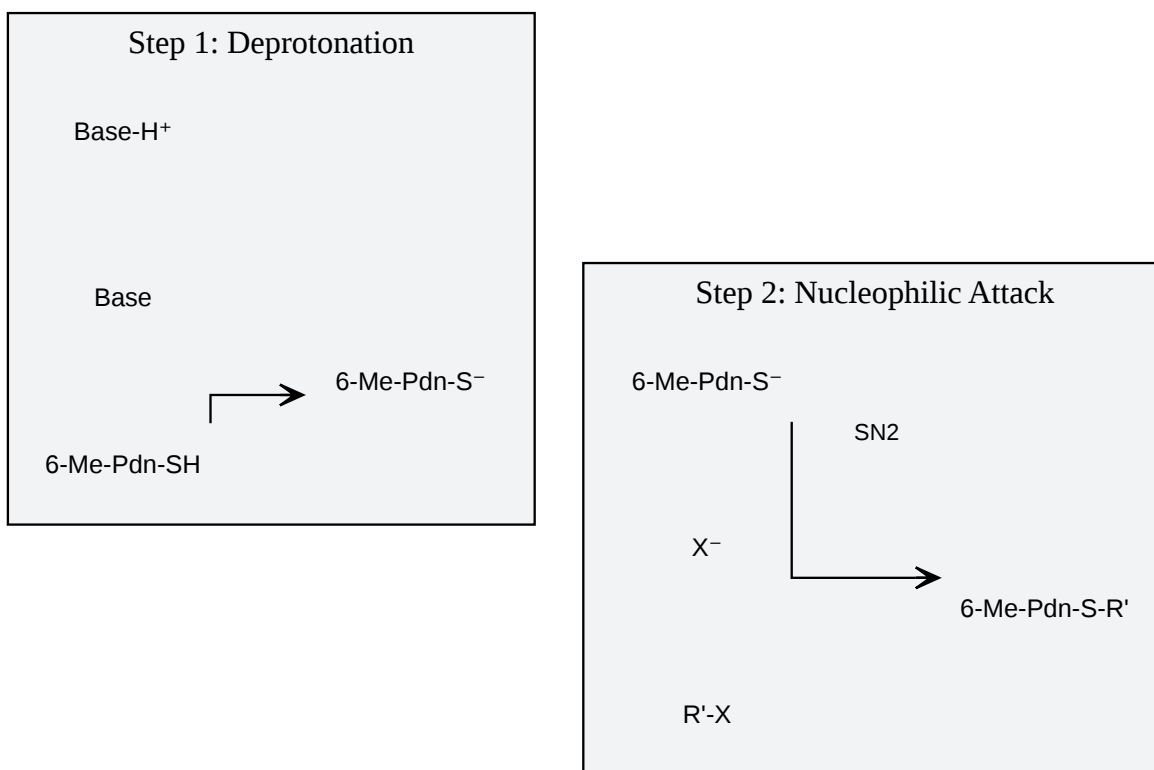 Step 1: Deprotonation
Base-H⁺
Base
6-Me-Pdn-S⁻
6-Me-Pdn-SH
Step 2: Nucleophilic Attack
6-Me-Pdn-S⁻
SN2
X⁻
6-Me-Pdn-S-R'
R'-X